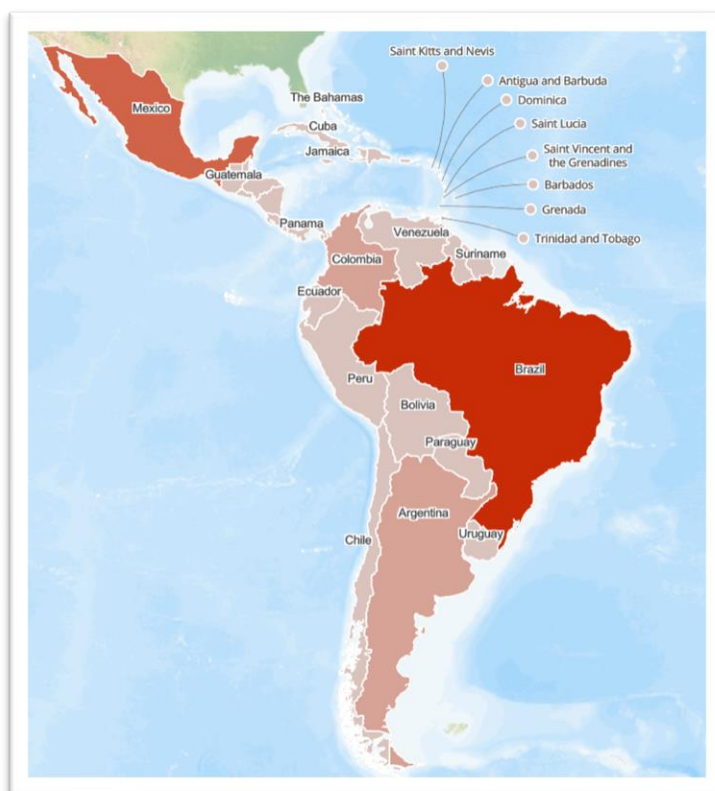 Saint Kitts and Nevis
Antigua and Barbuda
Dominica
The Bahamas
Saint Lucia
Cuba
Mexico
Jamaica
Saint Vincent and
the Grenadines
Guatemala
Barbados
Grenada
Panama
Venezuela
Trinidad and Tobago
Suriname
Colombia
Ecuador
Brazil
Peru
Bolivia
Paraguay
Argentina
Uruguay
Chile